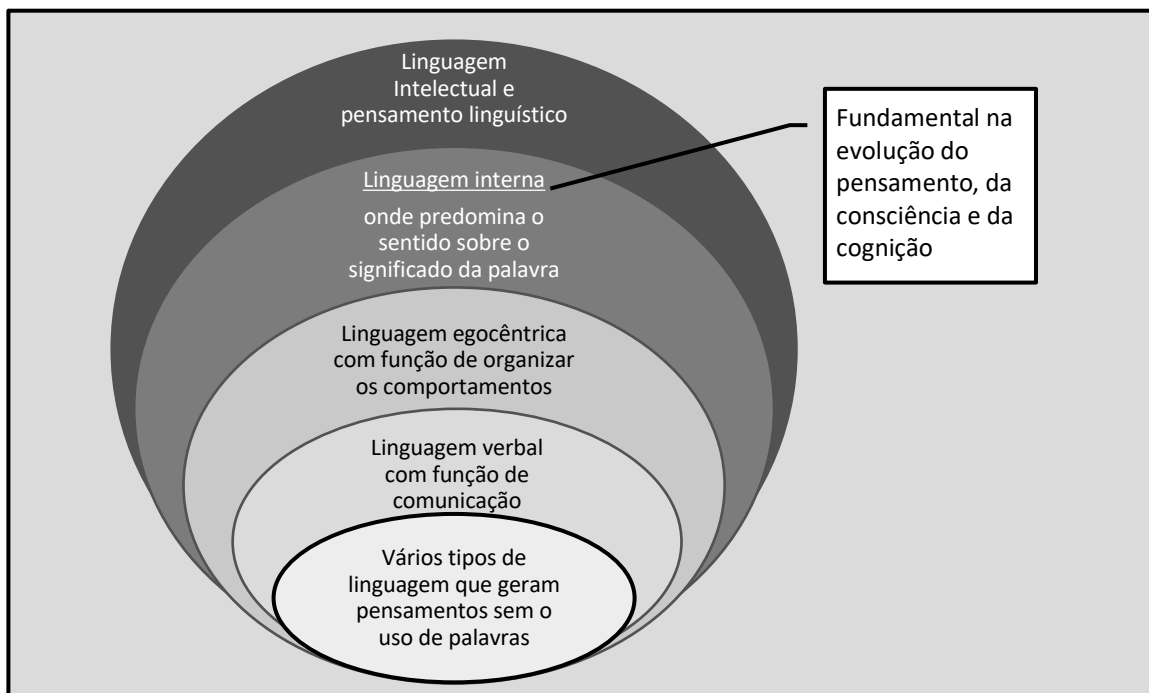 Linguagem
Intelectual e
pensamento linguístico
Linguagem interna
onde predomina o
sentido sobre o
significado da palavra
Linguagem egocêntrica
com função de organizar
os comportamentos
Linguagem verbal
com função de
comunicação
Vários tipos de
linguagem que geram
pensamentos sem o
uso de palavras
Fundamental na
evolução do
pensamento, da
consciência e da
cognição